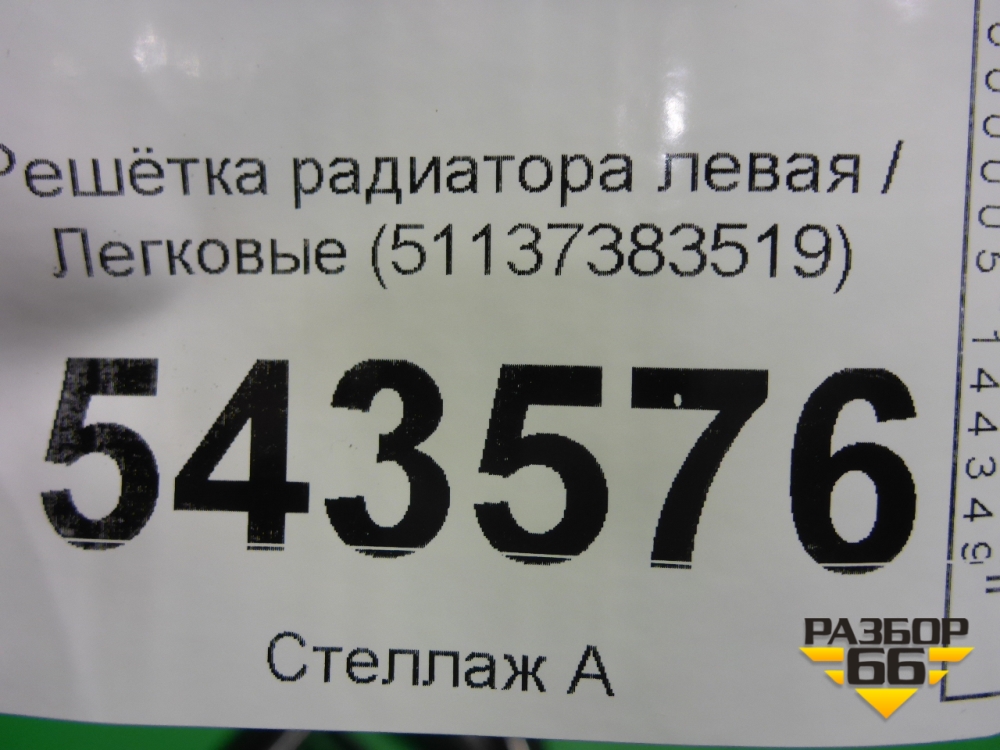 Решётка радиатора левая /
Легковые (51137383519)
543576
Стеллаж А
РАЗБОР
66